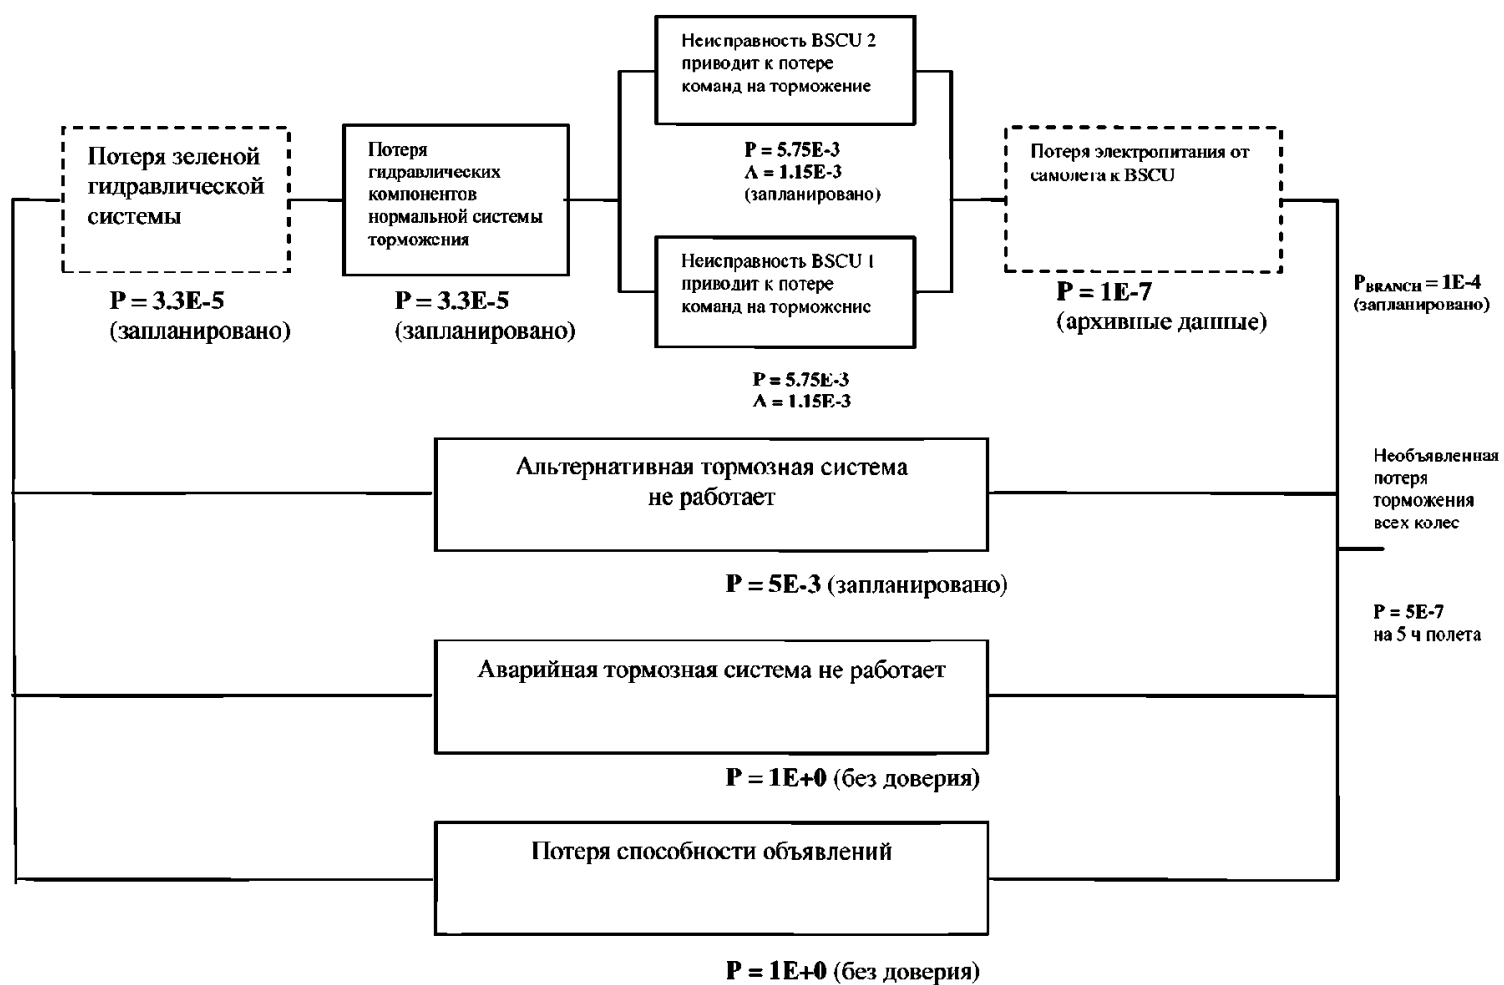 Неисправность BSCU 2
приводит к потере
команд на торможение
Р = 5.75E-3
Λ = 1.15E-3
(запланировано)
Потеря зеленой
гидравлической
системы
Р = 3.3E-5
(запланировано)
Потеря
гидравлических
компонентов
нормальной системы
торможения
Р = 3.3E-5
(запланировано)
Неисправность BSCU 1
приводит к потере
команд на торможение
Р = 5.75E-3
Λ = 1.15E-3
Потеря электропитания от
самолета к BSCU
Р = 1E-7
(архивные данные)
PBRANCH = 1E-4
(запланировано)
Альтернативная тормозная система
не работает
Р = 5E-3 (запланировано)
Необъявленная
потеря
торможения
всех колес
Р = 5E-7
на 5 ч полета
Аварийная тормозная система не работает
Р = 1E+0 (без доверия)
Потеря способности объявлений
Р = 1E+0 (без доверия)